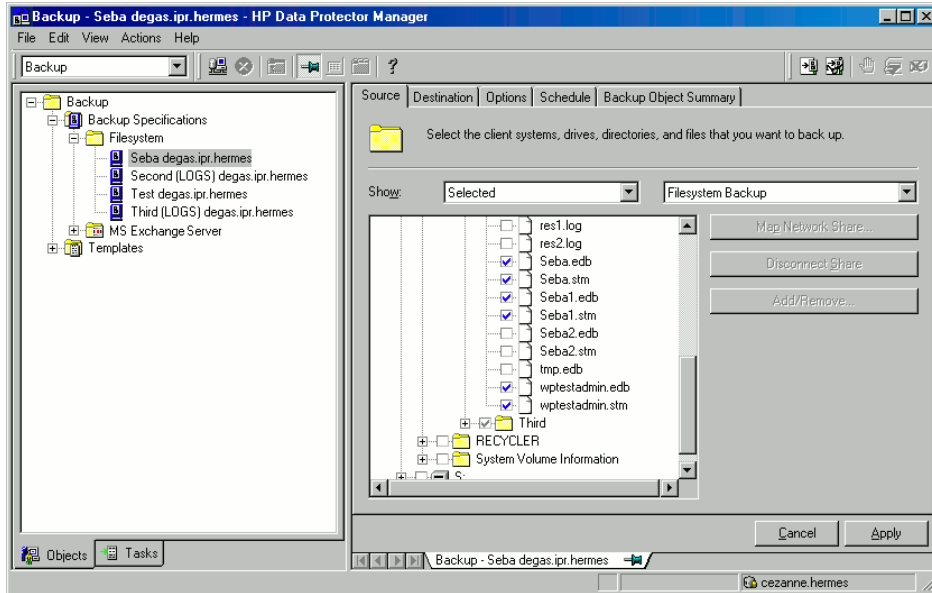 Backup - Seba degas.ipr.hermes - HP Data Protector Manager
File Edit View Actions Help
Backup
?
Backup
Backup Specifications
Filesystem
Seba degas.ipr.hermes
Second (LOGS) degas.ipr.hermes
Test degas.ipr.hermes
Third (LOGS) degas.ipr.hermes
MS Exchange Server
Templates
Objects Tasks
Source Destination Options Schedule Backup Object Summary
Select the client systems, drives, directories, and files that you want to back up.
Show: Selected Filesystem Backup
res1.log
res2.log
Seba.edb
Seba.stm
Seba1.edb
Seba1.stm
Seba2.edb
Seba2.stm
tmp.edb
wptestadmin.edb
wptestadmin.stm
Third
RECYCLER
System Volume Information
S:
Map Network Share...
Disconnect Share
Add/Remove...
Cancel Apply
Backup - Seba degas.ipr.hermes
cezanne.hermes